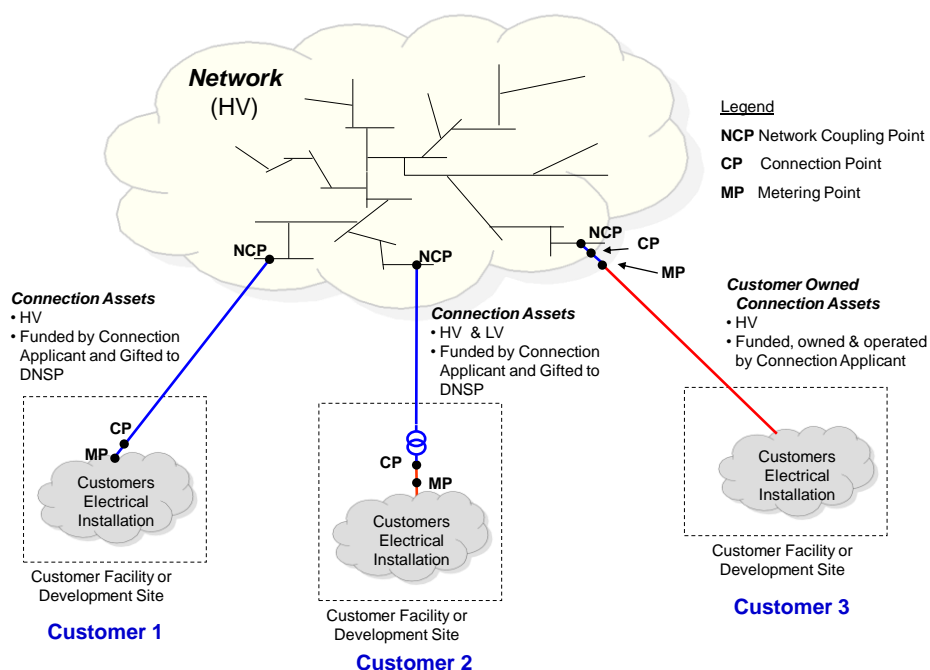 Network
(HV)
Legend
NCP Network Coupling Point
CP Connection Point
MP Metering Point
NCP
NCP
NCP
CP
MP
Connection Assets
• HV
• Funded by Connection
Applicant and Gifted to
DNSP
Connection Assets
• HV & LV
• Funded by Connection
Applicant and Gifted to
DNSP
Customer Owned
Connection Assets
• HV
• Funded, owned & operated
by Connection Applicant
CP
MP
Customers
Electrical
Installation
Customer Facility or
Development Site
Customer 1
CP
MP
Customers
Electrical
Installation
Customer Facility or
Development Site
Customer 2
Customers
Electrical
Installation
Customer Facility or
Development Site
Customer 3